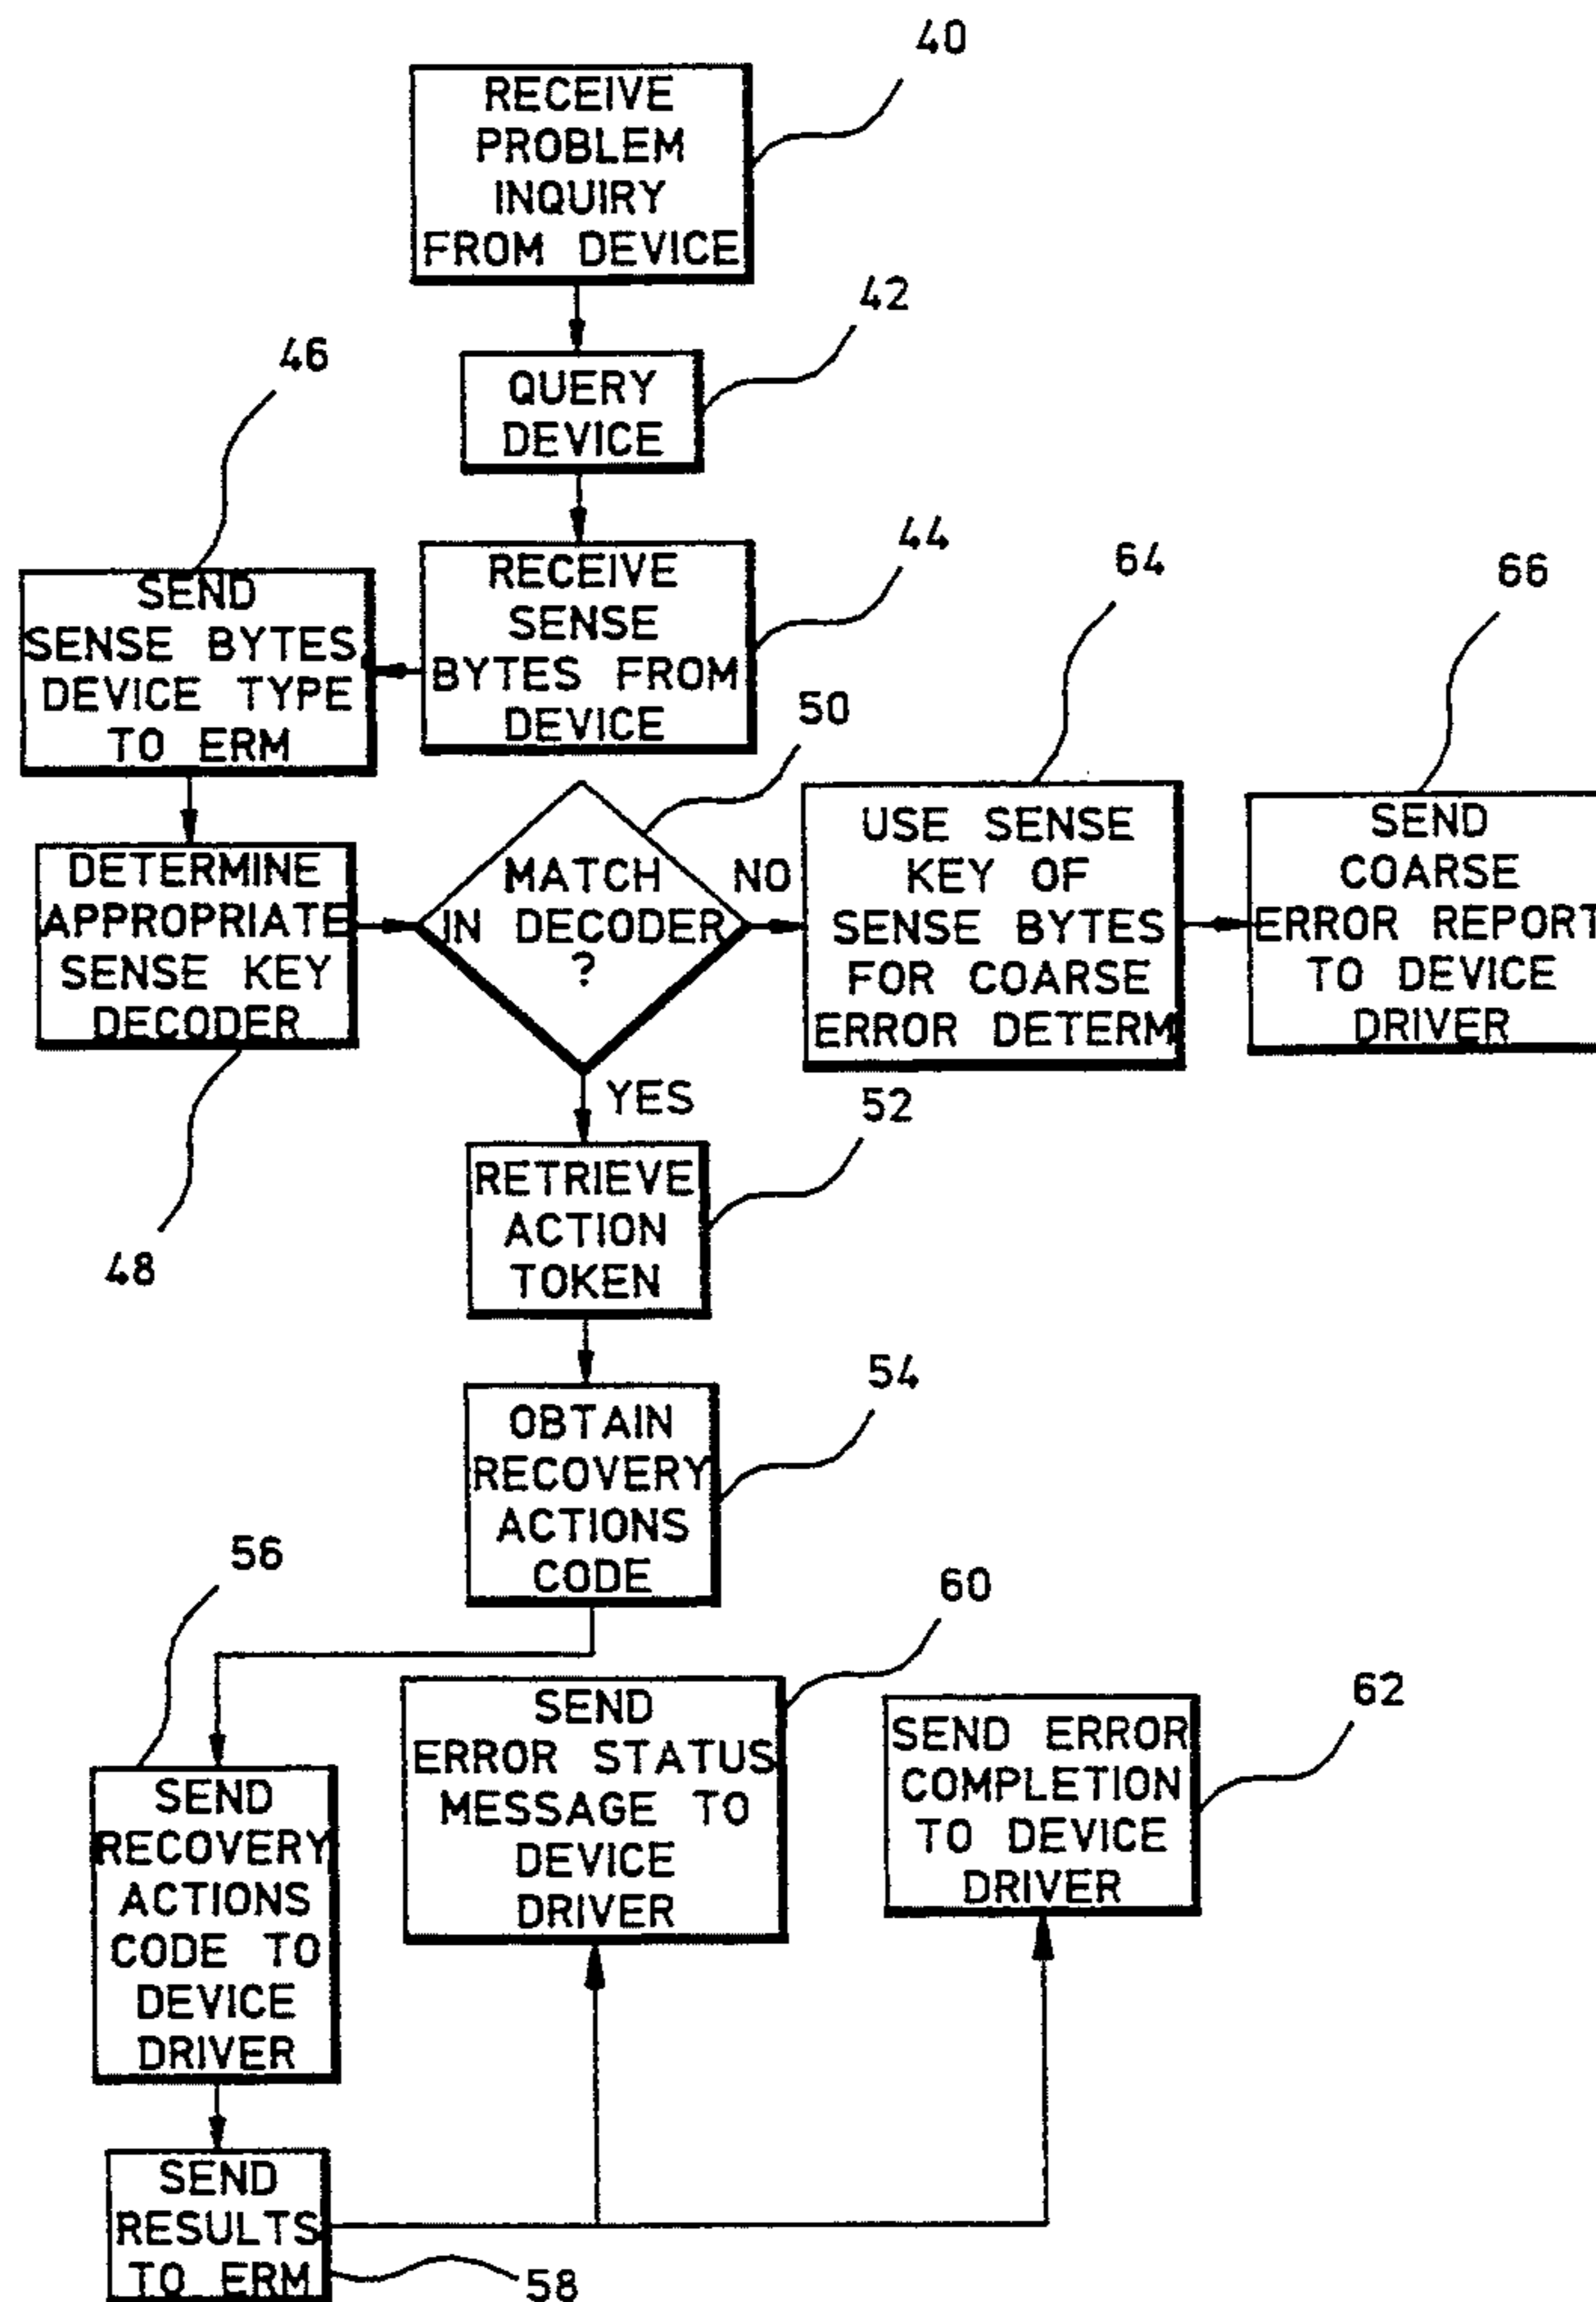 40
RECEIVE
PROBLEM
INQUIRY
FROM DEVICE
42
QUERY
DEVICE
44
RECEIVE
SENSE
BYTES FROM
DEVICE
46
SEND
SENSE BYTES
DEVICE TYPE
TO ERM
48
DETERMINE
APPROPRIATE
SENSE KEY
DECODER
50
MATCH
IN DECODER
?
NO
YES
64
USE SENSE
KEY OF
SENSE BYTES
FOR COARSE
ERROR DETERM
66
SEND
COARSE
ERROR REPORT
TO DEVICE
DRIVER
52
RETRIEVE
ACTION
TOKEN
54
OBTAIN
RECOVERY
ACTIONS
CODE
56
SEND
RECOVERY
ACTIONS
CODE TO
DEVICE
DRIVER
58
SEND
RESULTS
TO ERM
60
SEND
ERROR STATUS
MESSAGE TO
DEVICE
DRIVER
62
SEND ERROR
COMPLETION
TO DEVICE
DRIVER